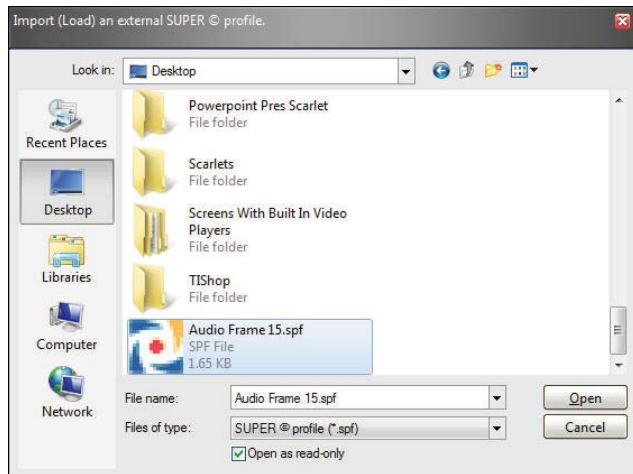 Import (Load) an external SUPER © profile.
Look in:
Desktop
Recent Places
Desktop
Libraries
Computer
Network
Powerpoint Pres Scarlet
File folder
Scarlets
File folder
Screens With Built In Video
Players
File folder
TIShop
File folder
Audio Frame 15.spf
SPF File
1.65 KB
File name:
Audio Frame 15.spf
Open
Files of type:
SUPER © profile (*.spf)
Cancel
Open as read-only